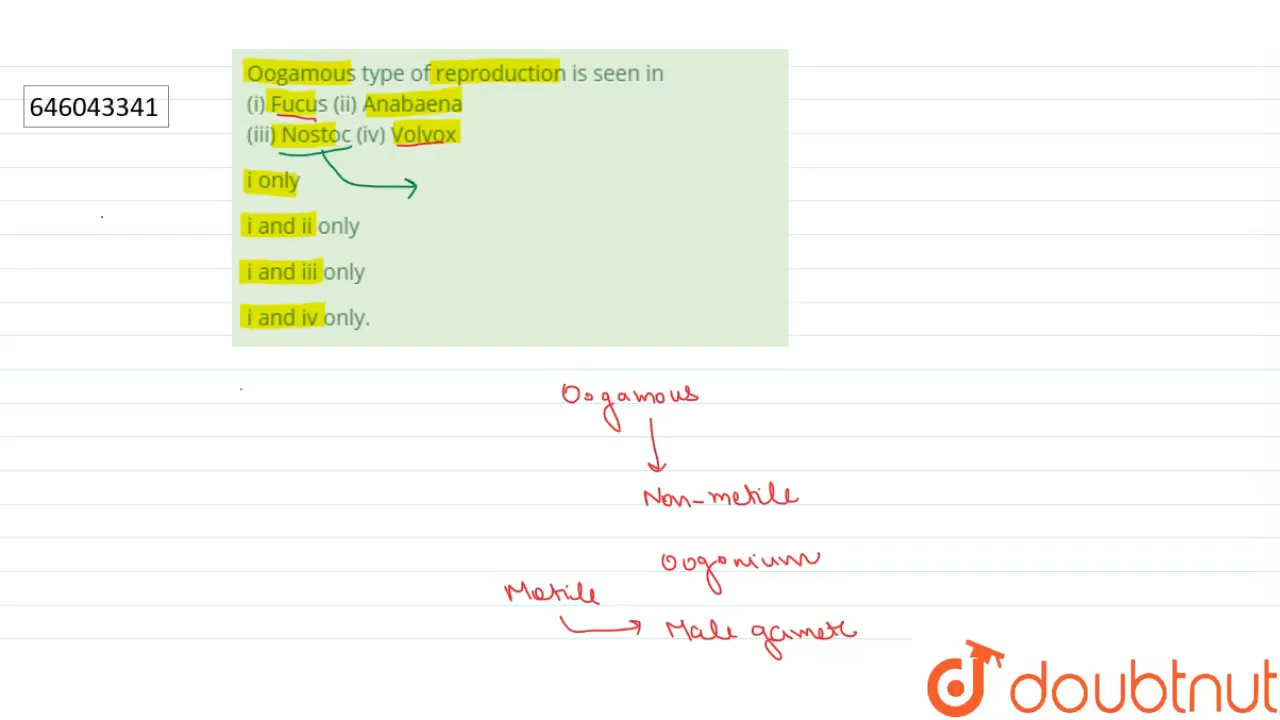 Oogamous type of reproduction is seen in
646043341
(i) Fucus (ii) Anabaena
(iii) Nostoc (iv) Volvox
i only
i and ii only
i and iii only
i and iv only.
Oogamous
Non-metile
Oogonium
Motile
Male gamete
doubtnut